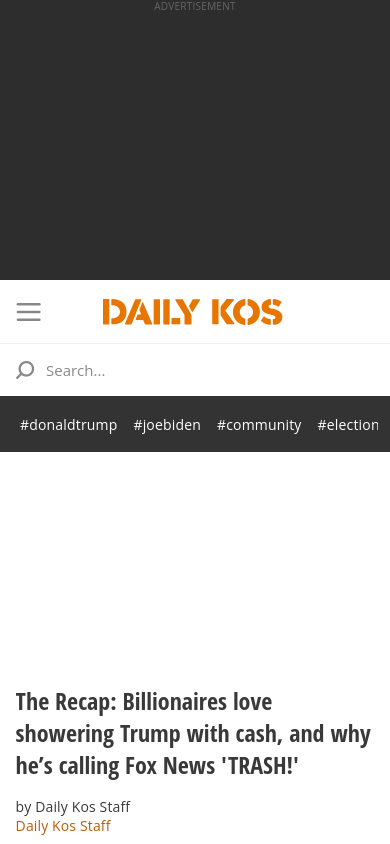 ADVERTISEMENT
DAILY KOS
Search...
#donaldtrump #joebiden #community #election
The Recap: Billionaires love
showering Trump with cash, and why
he’s calling Fox News 'TRASH!'
by Daily Kos Staff
Daily Kos Staff